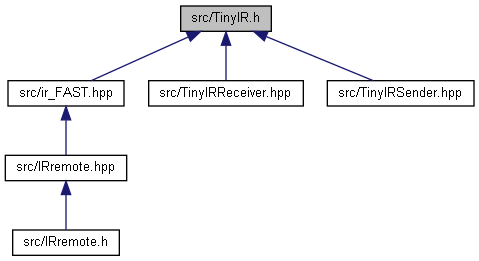 src/TinyIR.h
src/ir_FAST.hpp
src/TinyIRReceiver.hpp
src/TinyIRSender.hpp
src/IRremote.hpp
src/IRremote.h